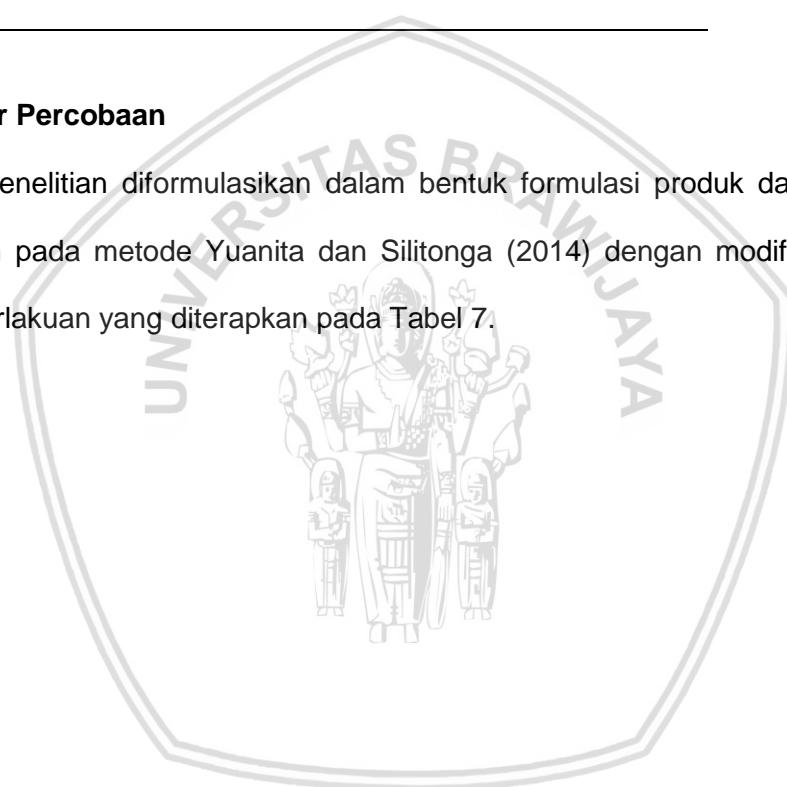 r Percobaan
enelitian diformulasikan dalam bentuk formulasi produk da
pada metode Yuanita dan Silitonga (2014) dengan modif
rlakuan yang diterapkan pada Tabel 7.
UNIVERSITAS BRAWIJAYA